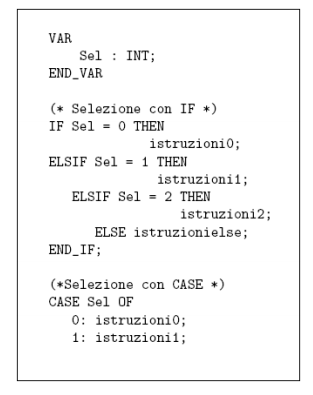 VAR
    Sel : INT;
END_VAR

(* Selezione con IF *)
IF Sel = 0 THEN
             istruzioni0;
ELSIF Sel = 1 THEN
              istruzioni1;
   ELSIF Sel = 2 THEN
                 istruzioni2;
      ELSE istruzionielse;
END_IF;

(*Selezione con CASE *)
CASE Sel OF
   0: istruzioni0;
   1: istruzioni1;